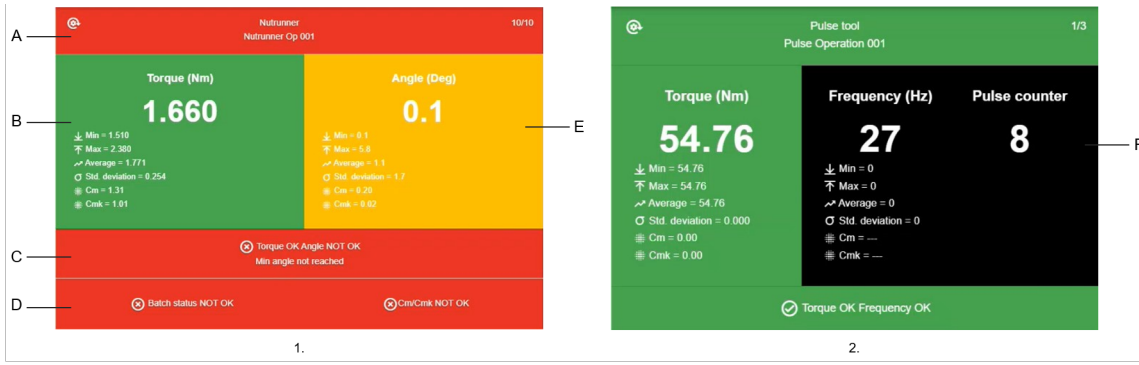 A
Nutrunner
10/10
Nutrunner Op 001
B
Torque (Nm)
1.660
Min = 1.510
Max = 2.380
Average = 1.771
Std. deviation = 0.254
Cm = 1.31
Cmk = 1.01
Angle (Deg)
0.1
Min = 0.1
Max = 5.8
Average = 1.1
Std. deviation = 1.7
Cm = 0.20
Cmk = 0.02
E
C
Torque OK Angle NOT OK
Min angle not reached
D
Batch status NOT OK
Cm/Cmk NOT OK
1.
Pulse tool
1/3
Pulse Operation 001
Torque (Nm)
54.76
Min = 54.76
Max = 54.76
Average = 54.76
Std. deviation = 0.000
Cm = 0.00
Cmk = 0.00
Frequency (Hz)
27
Min = 0
Max = 0
Average = 0
Std. deviation = 0
Cm = ---
Cmk = ---
Pulse counter
8
Torque OK Frequency OK
2.